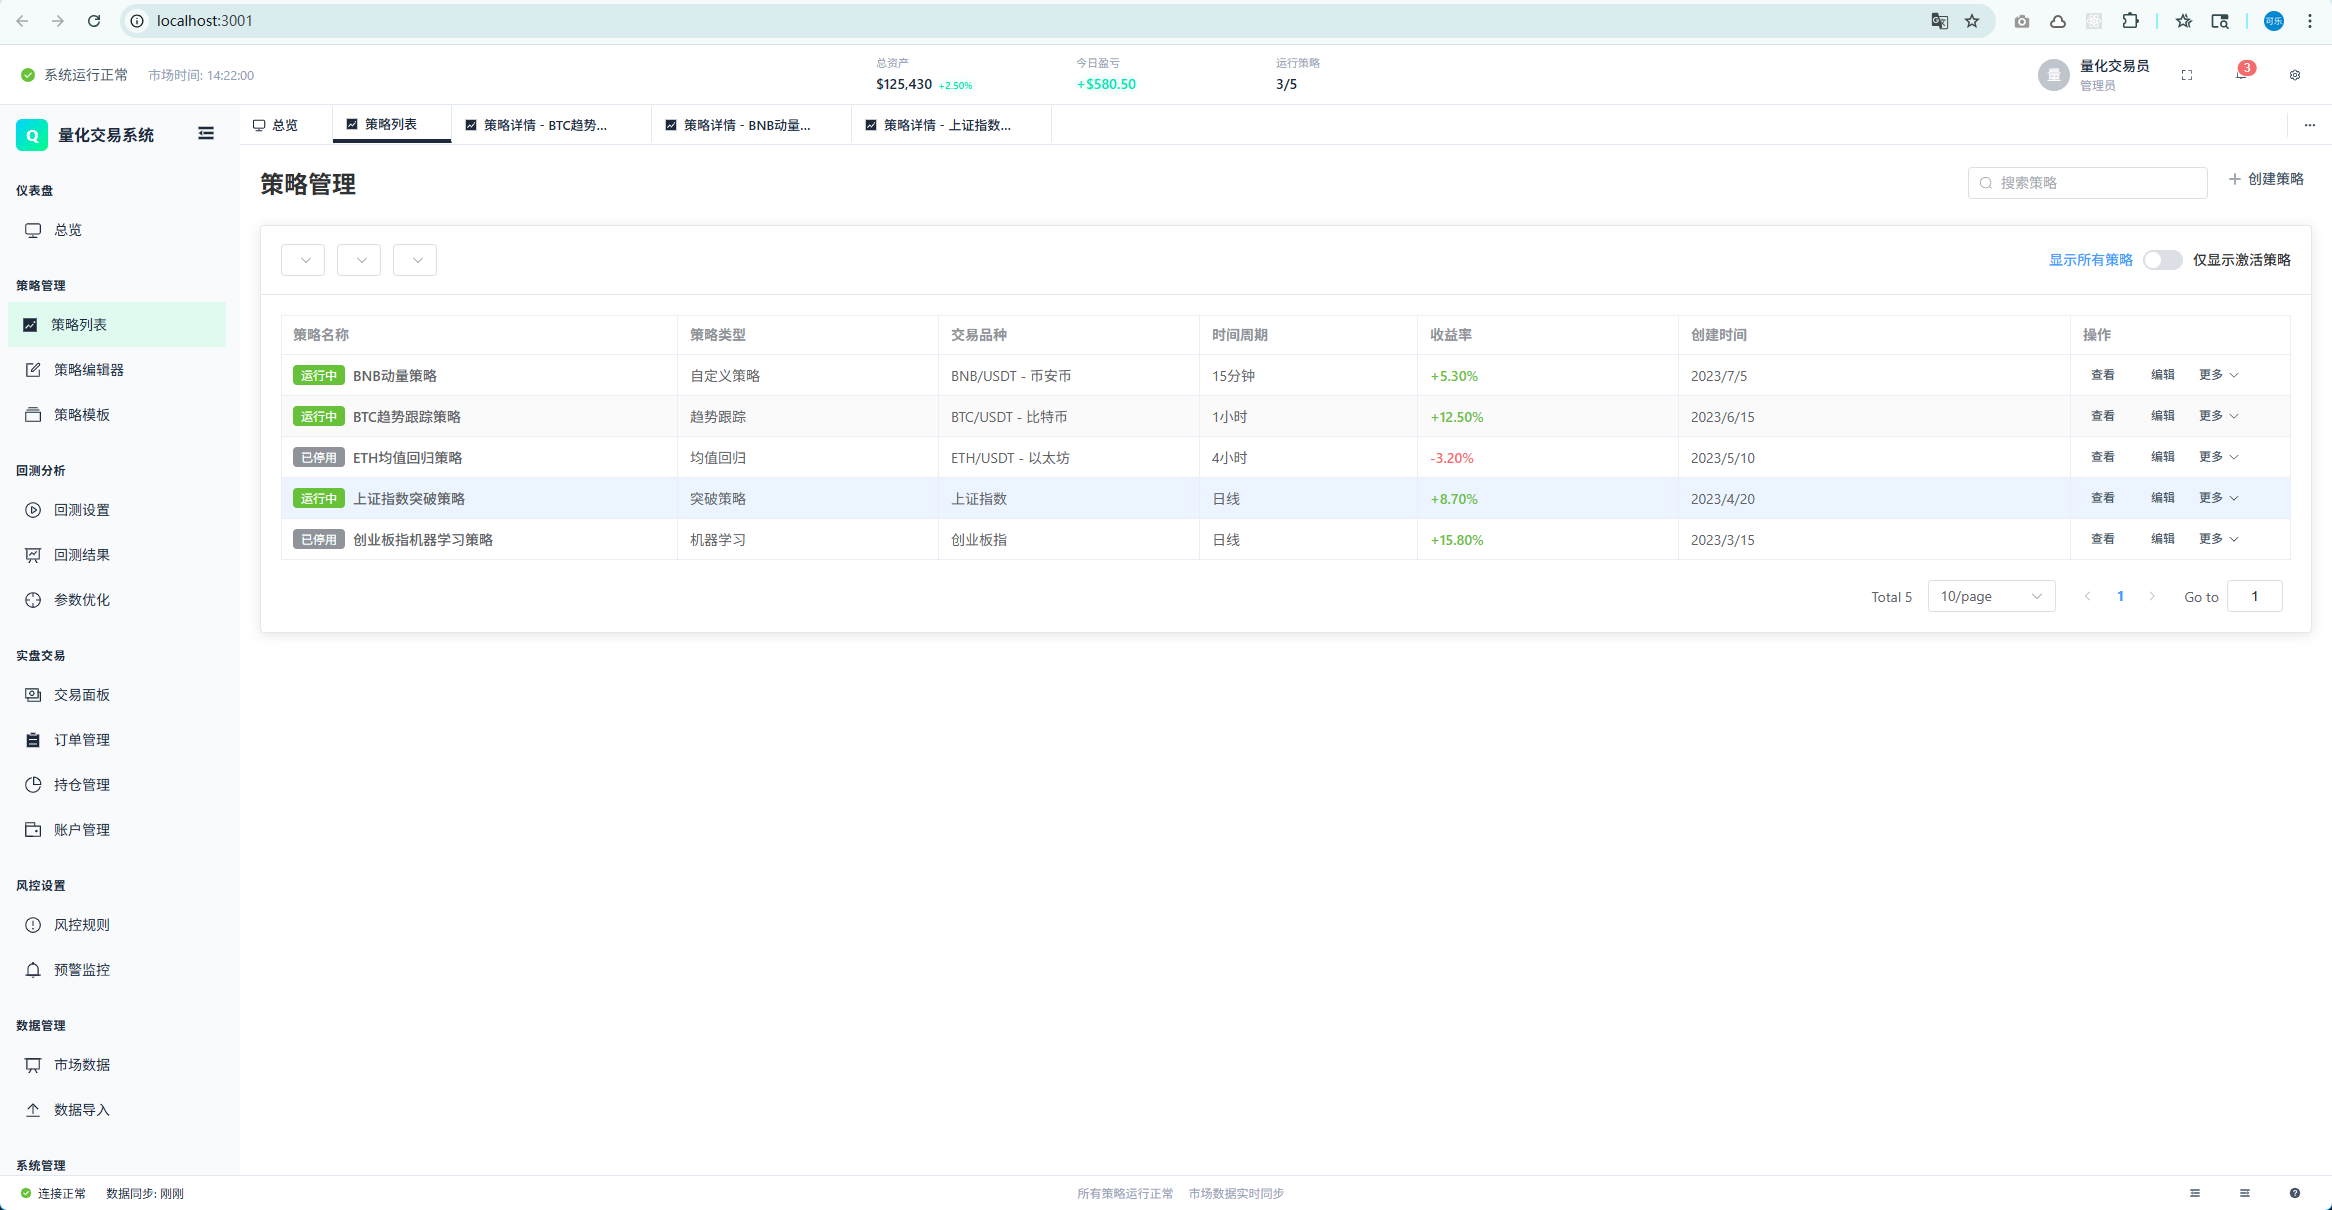 localhost:3001
可乐
系统运行正常 市场时间: 14:22:00
总资产
$125,430 +2.50%
今日盈亏
+$580.50
运行策略
3/5
量
量化交易员
管理员
3
Q 量化交易系统
总览 策略列表 策略详情 - BTC趋势... 策略详情 - BNB动量... 策略详情 - 上证指数...
仪表盘
总览
策略管理
策略列表
策略编辑器
策略模板
回测分析
回测设置
回测结果
参数优化
实盘交易
交易面板
订单管理
持仓管理
账户管理
风控设置
风控规则
预警监控
数据管理
市场数据
数据导入
系统管理
策略管理
搜索策略
创建策略
显示所有策略 仅显示激活策略
策略名称 策略类型 交易品种 时间周期 收益率 创建时间 操作
运行中 BNB动量策略 自定义策略 BNB/USDT - 币安币 15分钟 +5.30% 2023/7/5 查看 编辑 更多
运行中 BTC趋势跟踪策略 趋势跟踪 BTC/USDT - 比特币 1小时 +12.50% 2023/6/15 查看 编辑 更多
已停用 ETH均值回归策略 均值回归 ETH/USDT - 以太坊 4小时 -3.20% 2023/5/10 查看 编辑 更多
运行中 上证指数突破策略 突破策略 上证指数 日线 +8.70% 2023/4/20 查看 编辑 更多
已停用 创业板指机器学习策略 机器学习 创业板指 日线 +15.80% 2023/3/15 查看 编辑 更多
Total 5 10/page 1 Go to 1
连接正常 数据同步: 刚刚
所有策略运行正常 市场数据实时同步